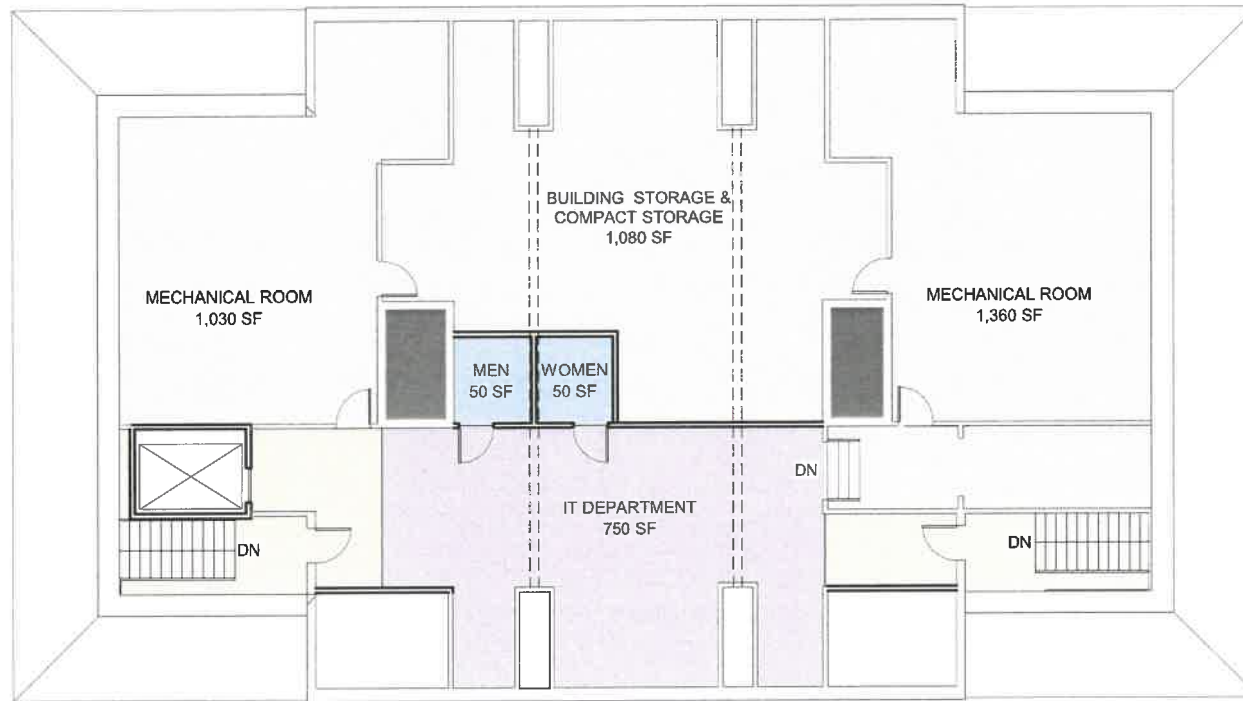 BUILDING STORAGE &
COMPACT STORAGE
1,080 SF
MECHANICAL ROOM
1,030 SF
MECHANICAL ROOM
1,360 SF
MEN
50 SF
WOMEN
50 SF
IT DEPARTMENT
750 SF
DN
DN
DN